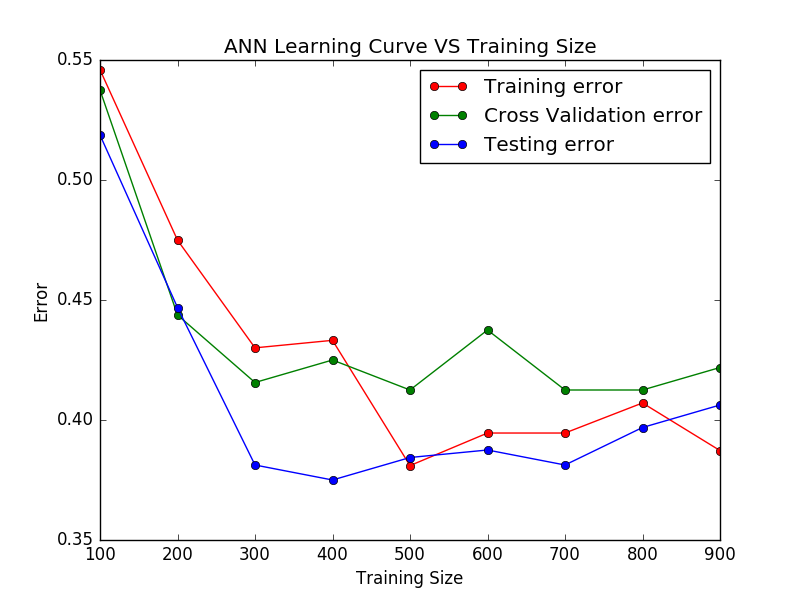 ANN Learning Curve VS Training Size
0.55
0.50
0.45
0.40
0.35
Error
Training error
Cross Validation error
Testing error
100 200 300 400 500 600 700 800 900
Training Size